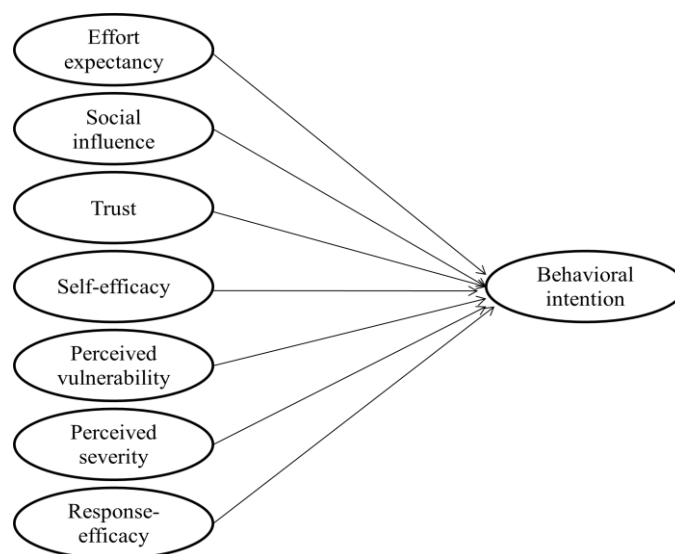 Effort
expectancy
Social
influence
Trust
Self-efficacy
Perceived
vulnerability
Perceived
severity
Response-
efficacy
Behavioral
intention